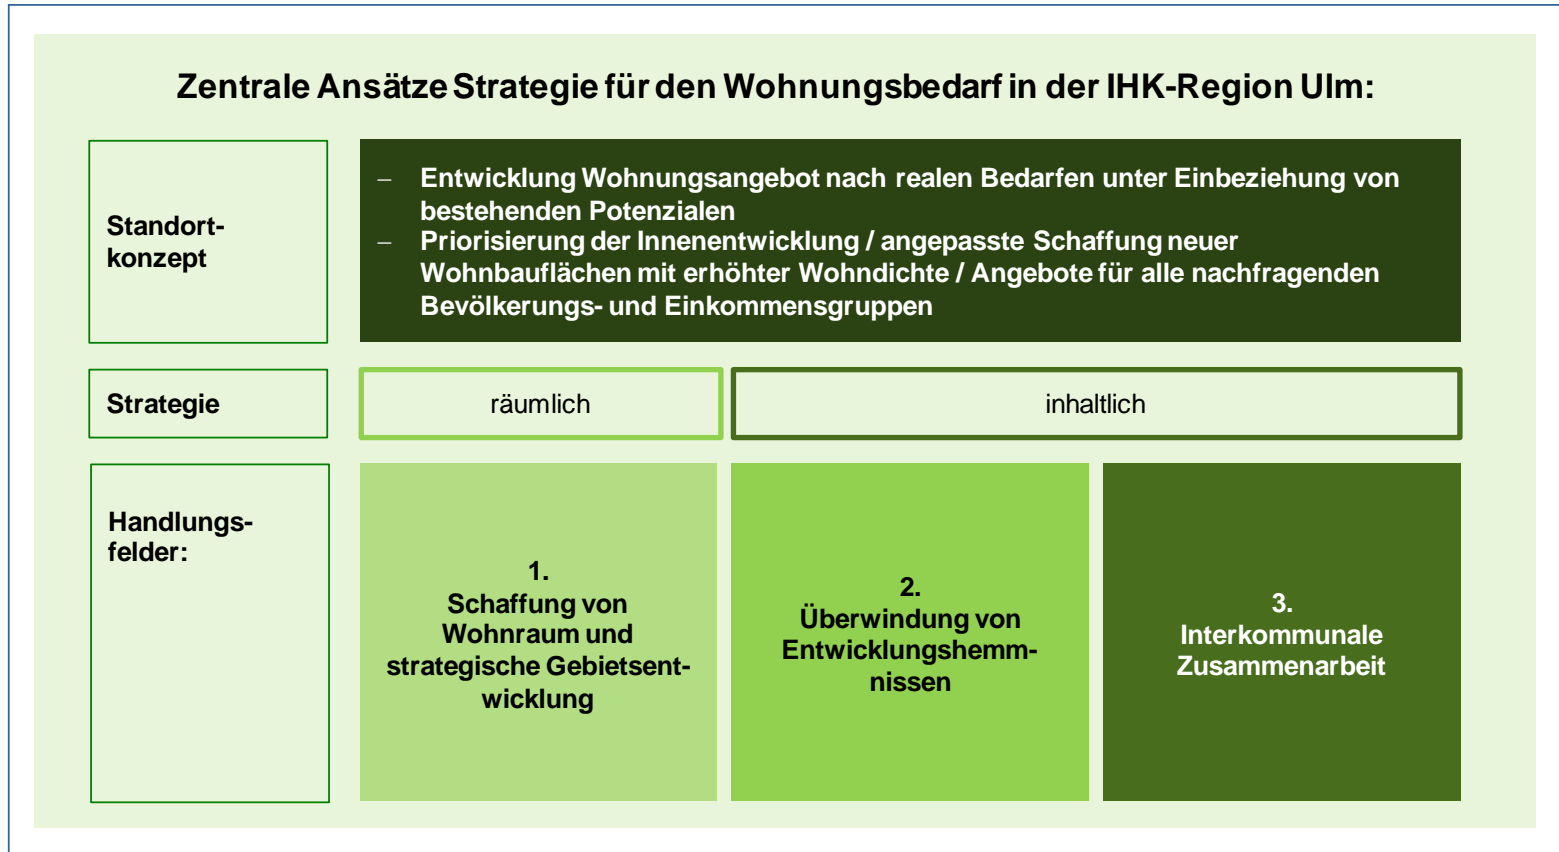 Zentrale Ansätze Strategie für den Wohnungsbedarf in der IHK-Region Ulm:
Standort-
konzept
– Entwicklung Wohnungsangebot nach realen Bedarfen unter Einbeziehung von
bestehenden Potenzialen
– Priorisierung der Innenentwicklung / angepasste Schaffung neuer
Wohnbauflächen mit erhöhter Wohndichte / Angebote für alle nachfragenden
Bevölkerungs- und Einkommensgruppen
Strategie
räumlich
inhaltlich
Handlungs-
felder:
1.
Schaffung von
Wohnraum und
strategische Gebietsent-
wicklung
2.
Überwindung von
Entwicklungshemm-
nissen
3.
Interkommunale
Zusammenarbeit